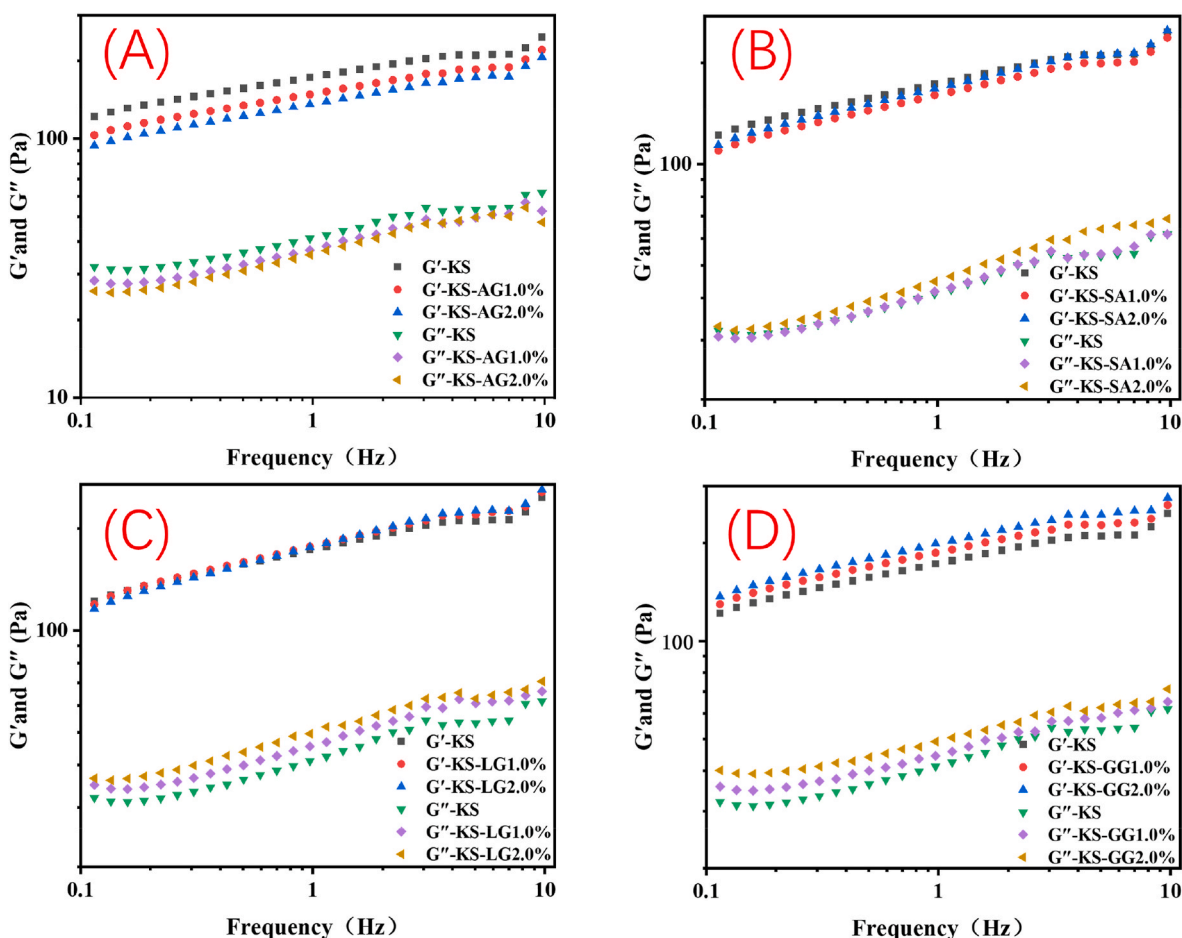 (A)
G′and G″ (Pa)
100
10
G′-KS
G′-KS-AG1.0%
G′-KS-AG2.0%
G″-KS
G″-KS-AG1.0%
G″-KS-AG2.0%
0.1 1 10
Frequency（Hz）
(B)
G′and G″ (Pa)
100
G′-KS
G′-KS-SA1.0%
G′-KS-SA2.0%
G″-KS
G″-KS-SA1.0%
G″-KS-SA2.0%
0.1 1 10
Frequency（Hz）
(C)
G′and G″ (Pa)
100
G′-KS
G′-KS-LG1.0%
G′-KS-LG2.0%
G″-KS
G″-KS-LG1.0%
G″-KS-LG2.0%
0.1 1 10
Frequency（Hz）
(D)
G′and G″ (Pa)
100
G′-KS
G′-KS-GG1.0%
G′-KS-GG2.0%
G″-KS
G″-KS-GG1.0%
G″-KS-GG2.0%
0.1 1 10
Frequency（Hz）